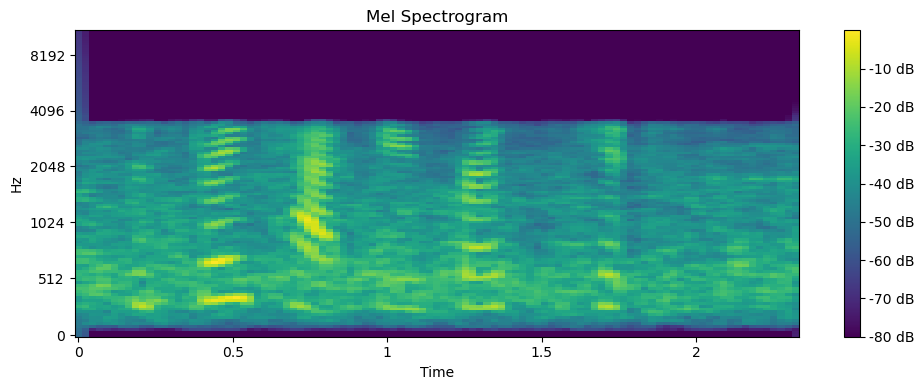 Mel Spectrogram
8192
4096
2048
1024
512
0
Hz
0
0.5
1
1.5
2
Time
-10 dB
-20 dB
-30 dB
-40 dB
-50 dB
-60 dB
-70 dB
-80 dB